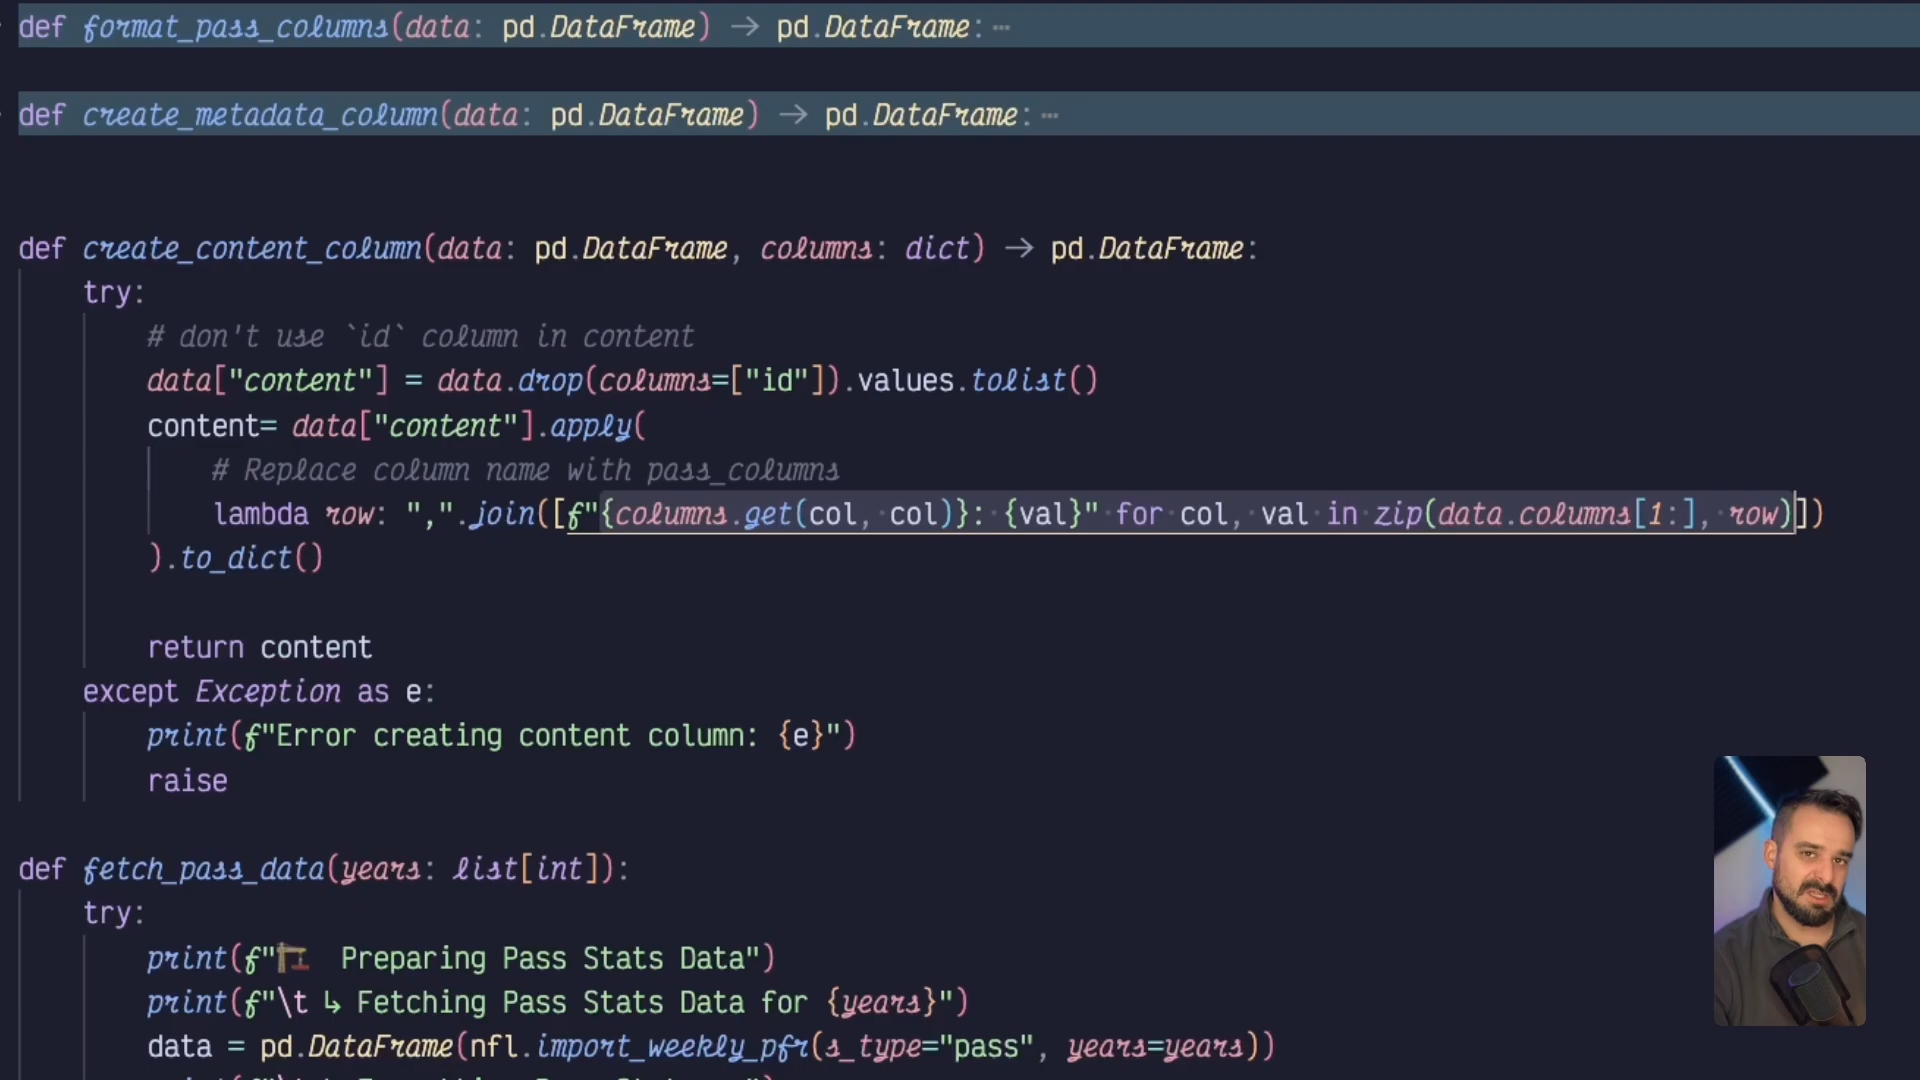 def format_pass_columns(data: pd.DataFrame) → pd.DataFrame: ⋯
def create_metadata_column(data: pd.DataFrame) → pd.DataFrame: ⋯
def create_content_column(data: pd.DataFrame, columns: dict) → pd.DataFrame:
try:
# don't use `id` column in content
data["content"] = data.drop(columns=["id"]).values.tolist()
content= data["content"].apply(
# Replace column name with pass_columns
lambda row: ",".join([f"{columns.get(col, col)}: {val}" for col, val in zip(data.columns[1:], row)])
).to_dict()
return content
except Exception as e:
print(f"Error creating content column: {e}")
raise
def fetch_pass_data(years: list[int]):
try:
print(f"🏗️  Preparing Pass Stats Data")
print(f"\t ↳ Fetching Pass Stats Data for {years}")
data = pd.DataFrame(nfl.import_weekly_pfr(s_type="pass", years=years))